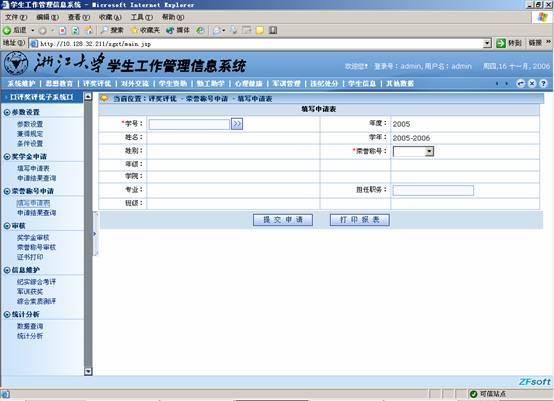 学生工作管理信息系统 - Microsoft Internet Explorer
文件(F) 编辑(E) 查看(V) 收藏(A) 工具(T) 帮助(H)
后退 搜索 收藏夹 媒体
地址(D) http://10.128.32.211/xgxt/main.jsp 转到 链接 »
浙江大学 学生工作管理信息系统
欢迎您! 登录号:admin,用户名:admin 周四,16 十一月, 2006
系统维护 | 思想教育 | 评奖评优 | 对外交流 | 学生资助 | 勤工助学 | 心理健康 | 军训管理 | 违纪处分 | 学生信息 | 其他数据
评奖评优子系统
当前位置:评奖评优 - 荣誉称号申请 - 填写申请表
参数设置
参数设置
兼得规定
条件设置
奖学金申请
填写申请表
申请结果查询
荣誉称号申请
填写申请表
申请结果查询
审核
奖学金审核
荣誉称号审核
证书打印
信息维护
纪实综合考评
军训获奖
综合素质测评
统计分析
数据查询
统计分析
填写申请表
*学号: >> 年度: 2005
姓名: 学年: 2005-2006
性别: *荣誉称号:
年级:
学院:
专业: 担任职务:
班级:
提交申请 打印报表
ZFsoft
可信站点